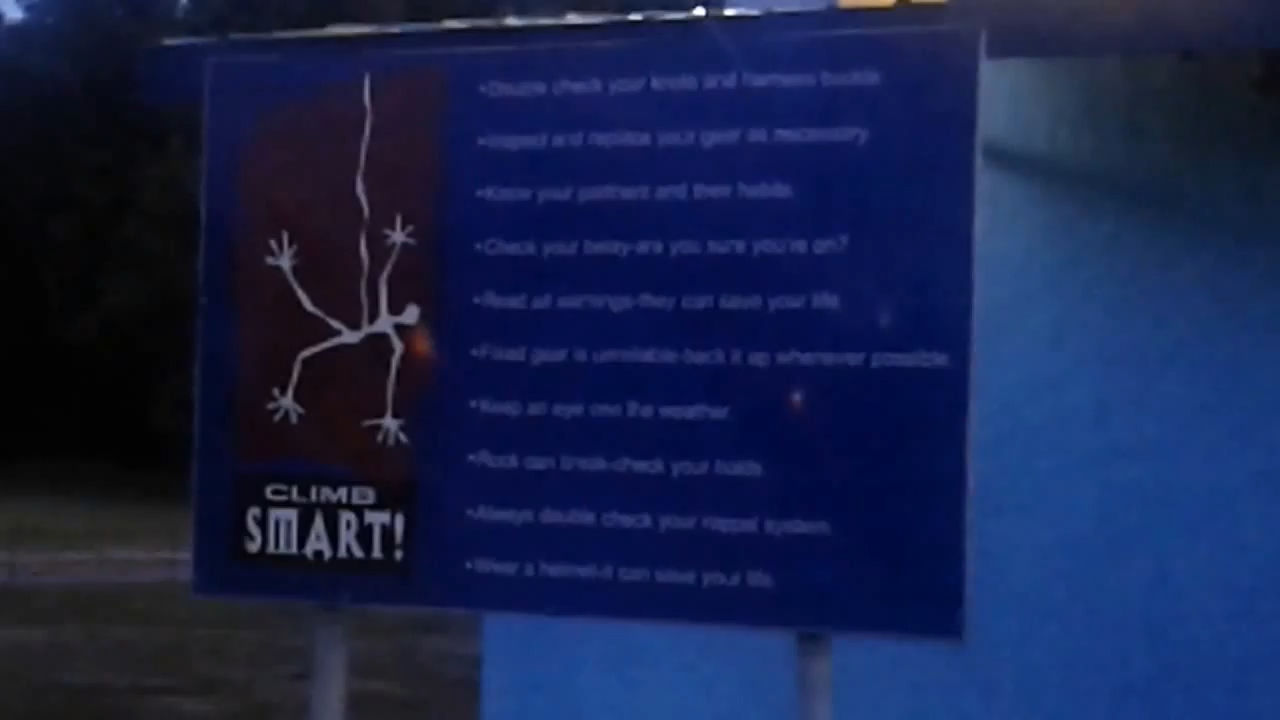 •Double check your knots and harness buckle
•Inspect and replace your gear as necessary.
•Know your partners and their habits.
•Check your belay-are you sure you're on?
•Read all warnings-they can save your life.
•Fixed gear is unreliable-back it up whenever possible.
•Keep an eye on the weather.
•Rock can break-check your holds.
•Always double check your rappel system.
•Wear a helmet-it can save your life.
CLIMB
SMART!